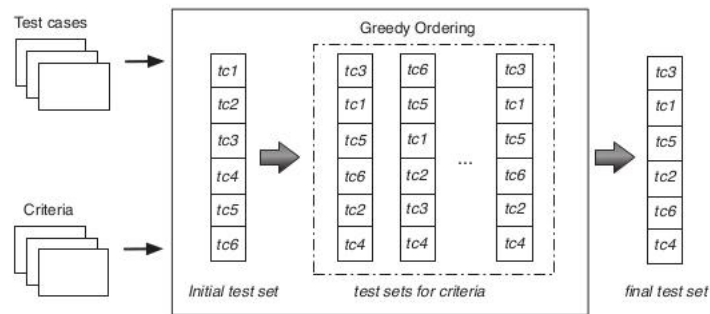 Test cases
Greedy Ordering
tc1 tc3 tc6 tc3 tc3
tc2 tc1 tc5 tc1 tc1
tc3 tc5 tc1 tc5 tc5
...
tc4 tc6 tc2 tc6 tc2
Criteria
tc5 tc2 tc3 tc2 tc6
tc6 tc4 tc4 tc4 tc4
Initial test set test sets for criteria final test set